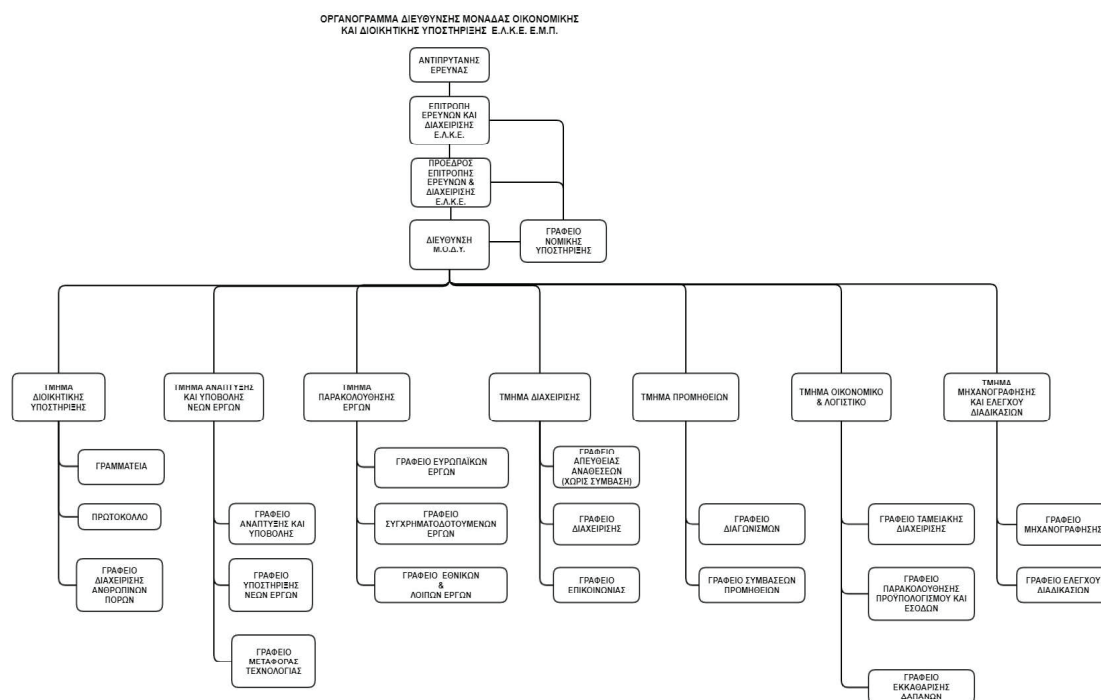 ΟΡΓΑΝΟΓΡΑΜΜΑ ΔΙΕΥΘΥΝΣΗΣ ΜΟΝΑΔΑΣ ΟΙΚΟΝΟΜΙΚΗΣ
ΚΑΙ ΔΙΟΙΚΗΤΙΚΗΣ ΥΠΟΣΤΗΡΙΞΗΣ Ε.Λ.Κ.Ε. Ε.Μ.Π.
ΑΝΤΙΠΡΥΤΑΝΗΣ
ΕΡΕΥΝΑΣ
ΕΠΙΤΡΟΠΗ
ΕΡΕΥΝΩΝ ΚΑΙ
ΔΙΑΧΕΙΡΙΣΗΣ
Ε.Λ.Κ.Ε.
ΠΡΟΕΔΡΟΣ
ΕΠΙΤΡΟΠΗΣ
ΕΡΕΥΝΩΝ &
ΔΙΑΧΕΙΡΙΣΗΣ
Ε.Λ.Κ.Ε.
ΔΙΕΥΘΥΝΣΗ
Μ.Ο.Δ.Υ.
ΓΡΑΦΕΙΟ
ΝΟΜΙΚΗΣ
ΥΠΟΣΤΗΡΙΞΗΣ
ΤΜΗΜΑ
ΔΙΟΙΚΗΤΙΚΗΣ
ΥΠΟΣΤΗΡΙΞΗΣ
ΤΜΗΜΑ ΑΝΑΠΤΥΞΗΣ
ΚΑΙ ΥΠΟΒΟΛΗΣ
ΝΕΩΝ ΕΡΓΩΝ
ΤΜΗΜΑ
ΠΑΡΑΚΟΛΟΥΘΗΣΗΣ
ΕΡΓΩΝ
ΤΜΗΜΑ ΔΙΑΧΕΙΡΙΣΗΣ
ΤΜΗΜΑ ΠΡΟΜΗΘΕΙΩΝ
ΤΜΗΜΑ ΟΙΚΟΝΟΜΙΚΟ
& ΛΟΓΙΣΤΙΚΟ
ΤΜΗΜΑ
ΜΗΧΑΝΟΓΡΑΦΗΣΗΣ
ΚΑΙ ΕΛΕΓΧΟΥ
ΔΙΑΔΙΚΑΣΙΩΝ
ΓΡΑΜΜΑΤΕΙΑ
ΠΡΩΤΟΚΟΛΛΟ
ΓΡΑΦΕΙΟ
ΔΙΑΧΕΙΡΙΣΗΣ
ΑΝΘΡΩΠΙΝΩΝ
ΠΟΡΩΝ
ΓΡΑΦΕΙΟ
ΑΝΑΠΤΥΞΗΣ ΚΑΙ
ΥΠΟΒΟΛΗΣ
ΓΡΑΦΕΙΟ
ΥΠΟΣΤΗΡΙΞΗΣ
ΝΕΩΝ ΕΡΓΩΝ
ΓΡΑΦΕΙΟ
ΜΕΤΑΦΟΡΑΣ
ΤΕΧΝΟΛΟΓΙΑΣ
ΓΡΑΦΕΙΟ ΕΥΡΩΠΑΪΚΩΝ
ΕΡΓΩΝ
ΓΡΑΦΕΙΟ
ΣΥΓΧΡΗΜΑΤΟΔΟΤΟΥΜΕΝΩΝ
ΕΡΓΩΝ
ΓΡΑΦΕΙΟ ΕΘΝΙΚΩΝ
&
ΛΟΙΠΩΝ ΕΡΓΩΝ
ΓΡΑΦΕΙΟ
ΑΠΕΥΘΕΙΑΣ
ΑΝΑΘΕΣΕΩΝ
(ΧΩΡΙΣ ΣΥΜΒΑΣΗ)
ΓΡΑΦΕΙΟ
ΔΙΑΧΕΙΡΙΣΗΣ
ΓΡΑΦΕΙΟ
ΕΠΙΚΟΙΝΩΝΙΑΣ
ΓΡΑΦΕΙΟ
ΔΙΑΓΩΝΙΣΜΩΝ
ΓΡΑΦΕΙΟ ΣΥΜΒΑΣΕΩΝ
ΠΡΟΜΗΘΕΙΩΝ
ΓΡΑΦΕΙΟ ΤΑΜΕΙΑΚΗΣ
ΔΙΑΧΕΙΡΙΣΗΣ
ΓΡΑΦΕΙΟ
ΠΑΡΑΚΟΛΟΥΘΗΣΗΣ
ΠΡΟΫΠΟΛΟΓΙΣΜΟΥ ΚΑΙ
ΕΣΟΔΩΝ
ΓΡΑΦΕΙΟ
ΕΚΚΑΘΑΡΙΣΗΣ
ΔΑΠΑΝΩΝ
ΓΡΑΦΕΙΟ
ΜΗΧΑΝΟΓΡΑΦΗΣΗΣ
ΓΡΑΦΕΙΟ ΕΛΕΓΧΟΥ
ΔΙΑΔΙΚΑΣΙΩΝ